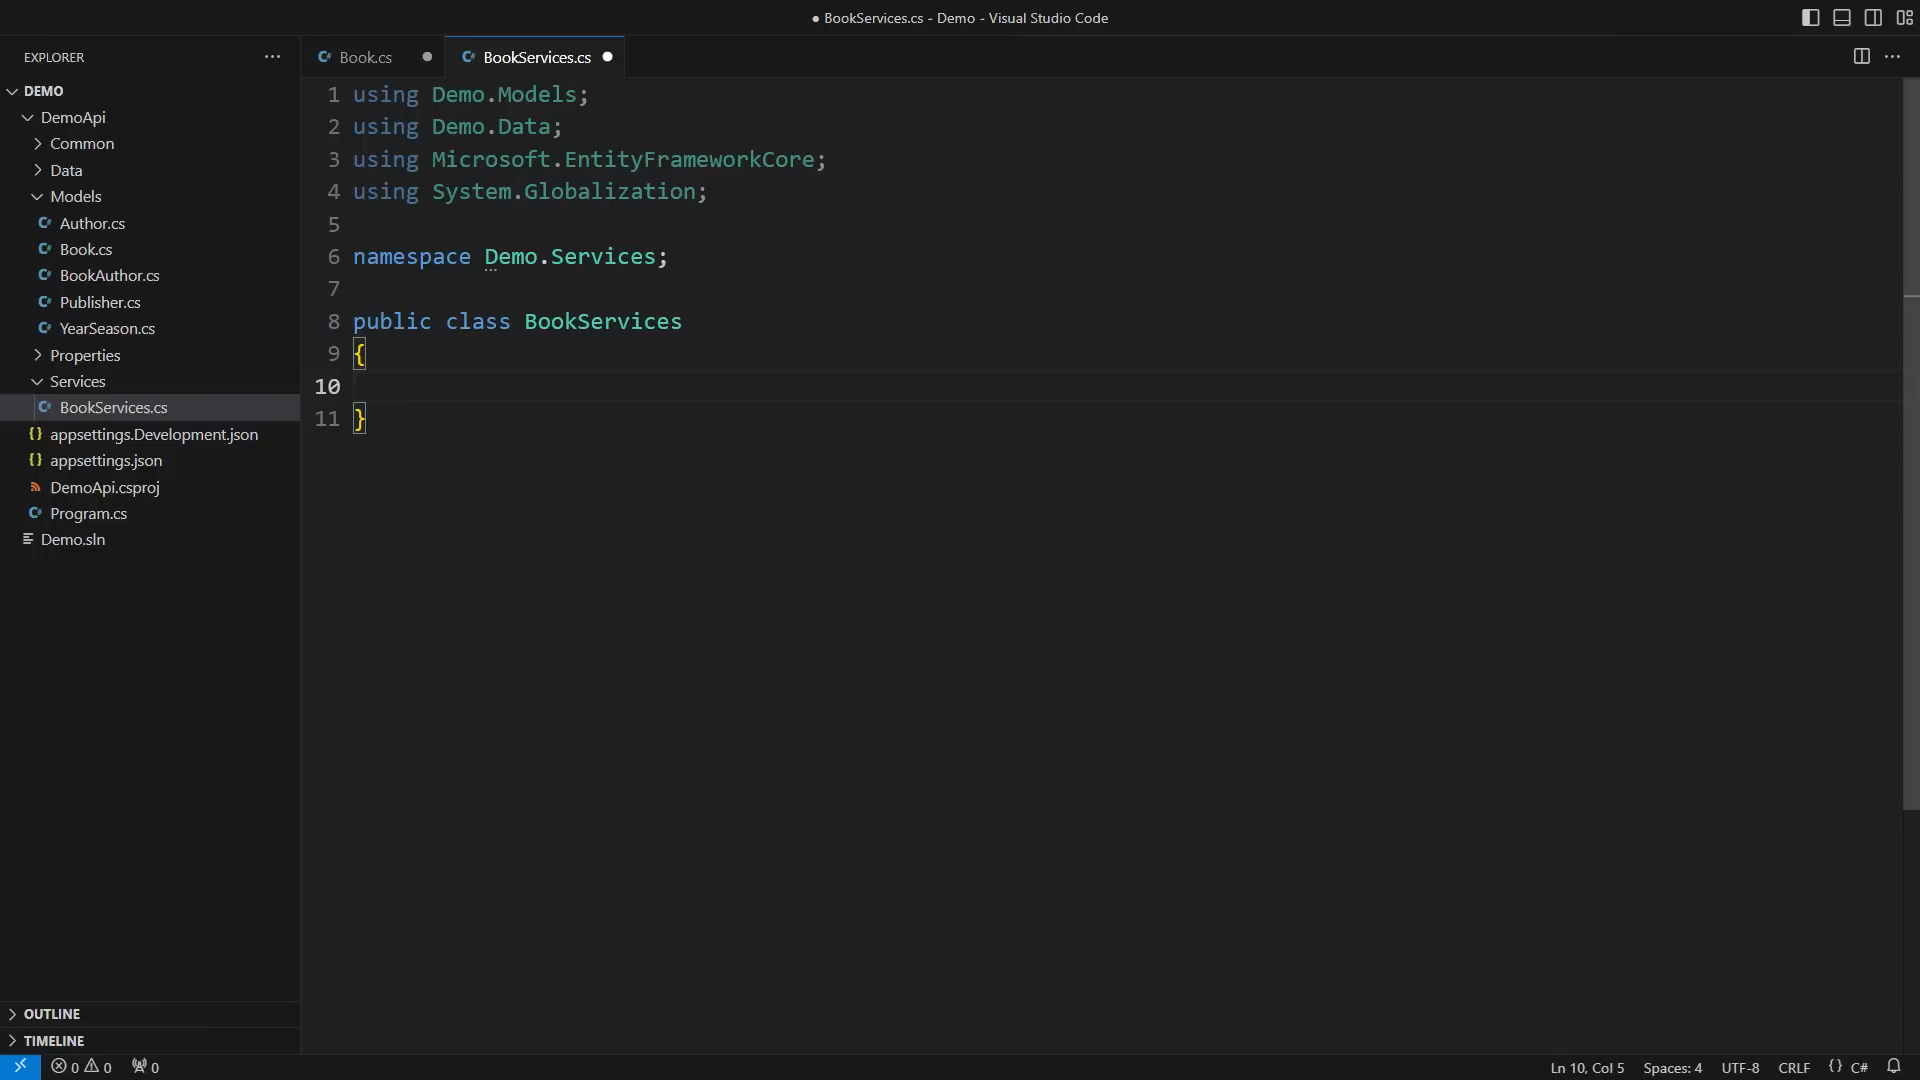 ● BookServices.cs - Demo - Visual Studio Code
EXPLORER
DEMO
DemoApi
Common
Data
Models
Author.cs
Book.cs
BookAuthor.cs
Publisher.cs
YearSeason.cs
Properties
Services
BookServices.cs
appsettings.Development.json
appsettings.json
DemoApi.csproj
Program.cs
Demo.sln
OUTLINE
TIMELINE
Book.cs
BookServices.cs
1 using Demo.Models;
2 using Demo.Data;
3 using Microsoft.EntityFrameworkCore;
4 using System.Globalization;
5
6 namespace Demo.Services;
7
8 public class BookServices
9 {
10
11 }
0 0 0
Ln 10, Col 5 Spaces: 4 UTF-8 CRLF {} C#